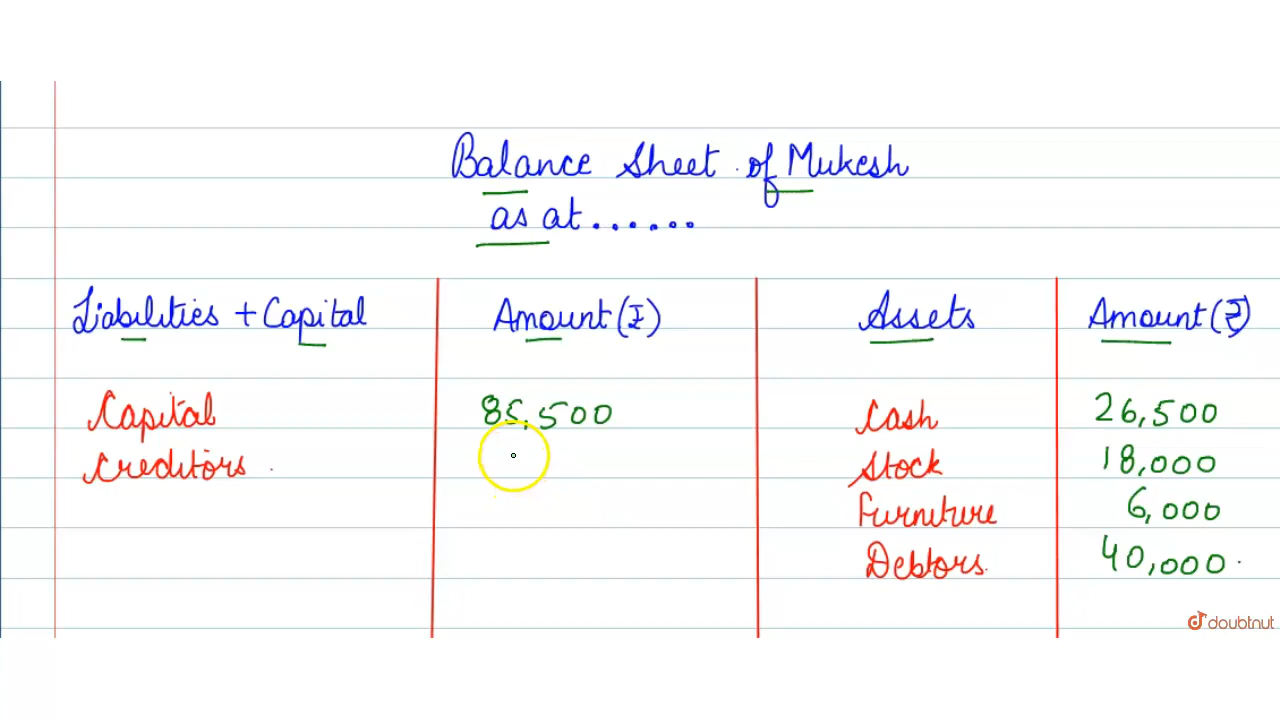 Balance Sheet of Mukesh
as at......
Liabilities + Capital Amount (₹) Assets Amount (₹)
Capital 85,500 Cash 26,500
Creditors Stock 18,000
Furniture 6,000
Debtors 40,000
doubtnut